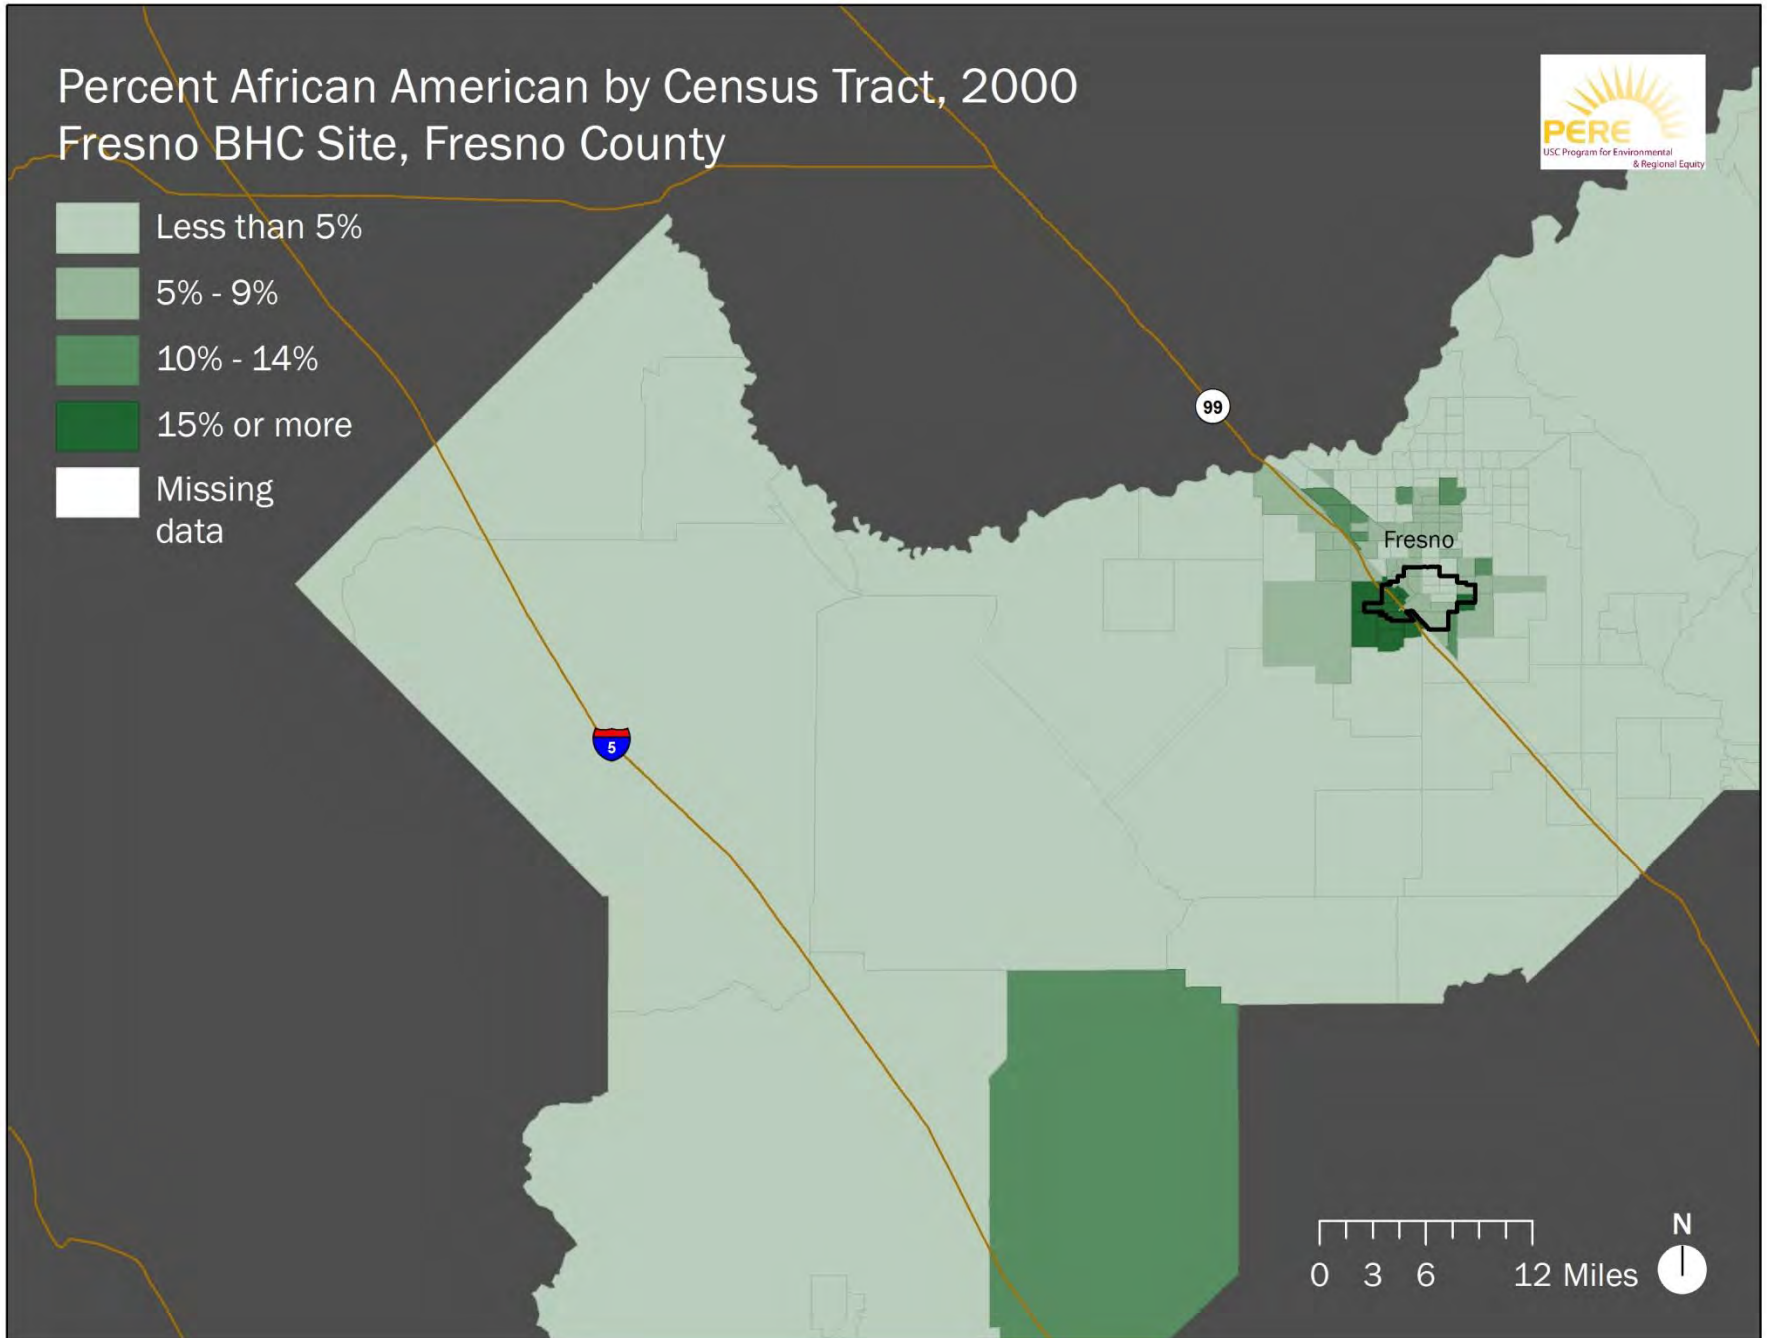 Percent African American by Census Tract, 2000
Fresno BHC Site, Fresno County
PERE
USC Program for Environmental
& Regional Equity
Less than 5%
5% - 9%
10% - 14%
15% or more
Missing
data
99
Fresno
5
N
0 3 6 12 Miles